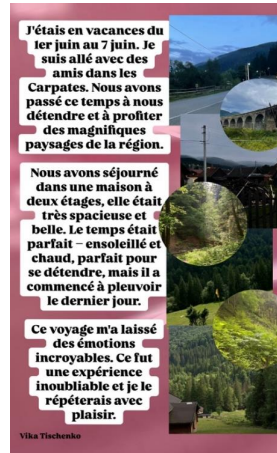 J'étais en vacances du
1er juin au 7 juin. Je
suis allé avec des
amis dans les
Carpates. Nous avons
passé ce temps à nous
détendre et à profiter
des magnifiques
paysages de la région.
Nous avons séjourné
dans une maison à
deux étages, elle était
très spacieuse et
belle. Le temps était
parfait – ensoleillé et
chaud, parfait pour
se détendre, mais il a
commencé à pleuvoir
le dernier jour.
Ce voyage m'a laissé
des émotions
incroyables. Ce fut
une expérience
inoubliable et je le
répéterais avec
plaisir.
Vika Tischenko